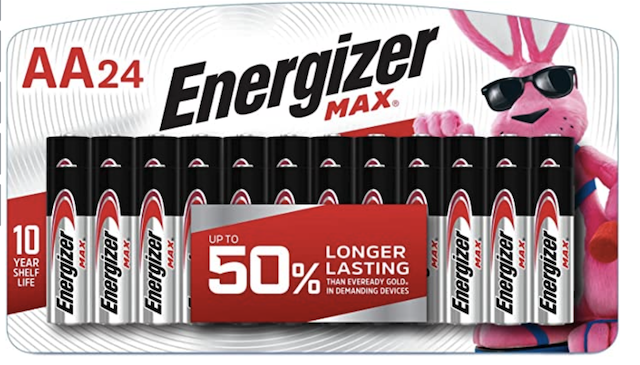 AA24
Energizer
MAX®
10
YEAR
SHELF
LIFE
UP TO
50%
LONGER
LASTING
THAN EVEREADY GOLD®
IN DEMANDING DEVICES
Energizer MAX
Energizer MAX
Energizer MAX
MAX
Energizer MAX
Energizer MAX
Energizer MAX